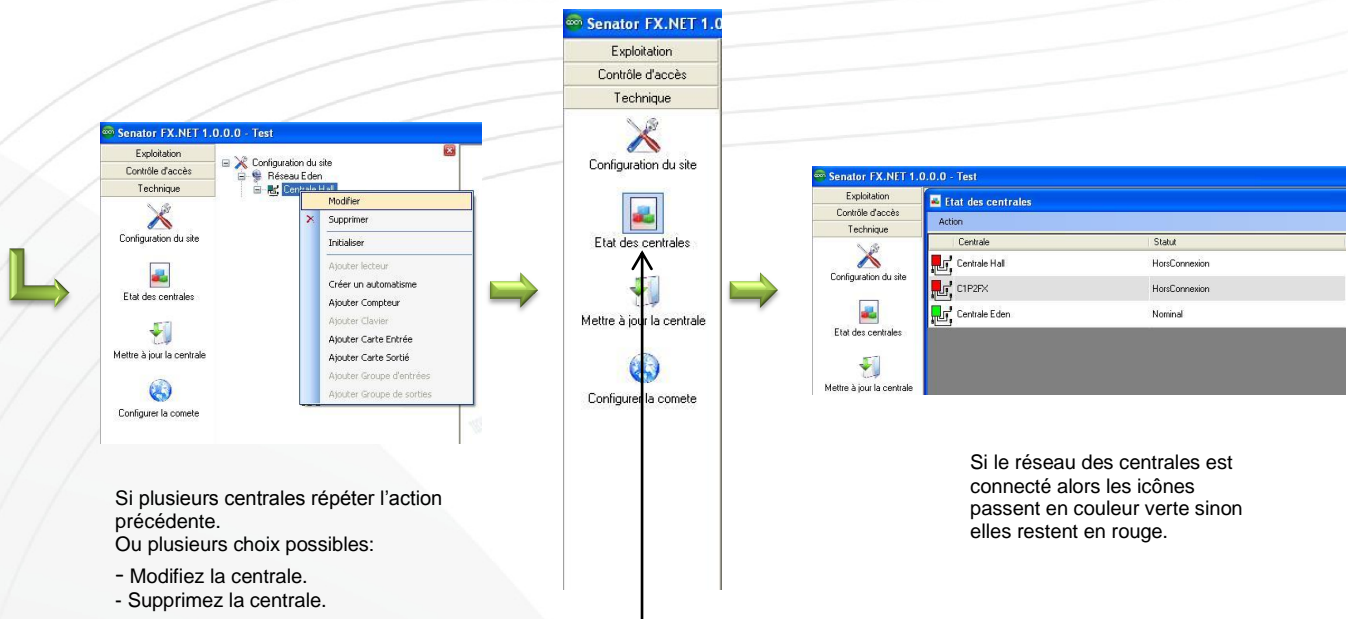 Senator FX.NET 1.0.0.0 - Test
Exploitation
Contrôle d'accès
Technique
Configuration du site
Etat des centrales
Mettre à jour la centrale
Configurer la comete
Configuration du site
Réseau Eden
Centrale Hall
Modifier
Supprimer
Initialiser
Ajouter lecteur
Créer un automatisme
Ajouter Compteur
Ajouter Clavier
Ajouter Carte Entrée
Ajouter Carte Sortié
Ajouter Groupe d'entrées
Ajouter Groupe de sorties
Si plusieurs centrales répéter l’action
précédente.
Ou plusieurs choix possibles:
- Modifiez la centrale.
- Supprimez la centrale.
Senator FX.NET 1.0
Exploitation
Contrôle d'accès
Technique
Configuration du site
Etat des centrales
Mettre à jour la centrale
Configurer la comete
Senator FX.NET 1.0.0.0 - Test
Exploitation
Contrôle d'accès
Technique
Configuration du site
Etat des centrales
Mettre à jour la centrale
Etat des centrales
Action
Centrale Statut
Centrale Hall HorsConnexion
C1P2FX HorsConnexion
Centrale Eden Nominal
Si le réseau des centrales est
connecté alors les icônes
passent en couleur verte sinon
elles restent en rouge.